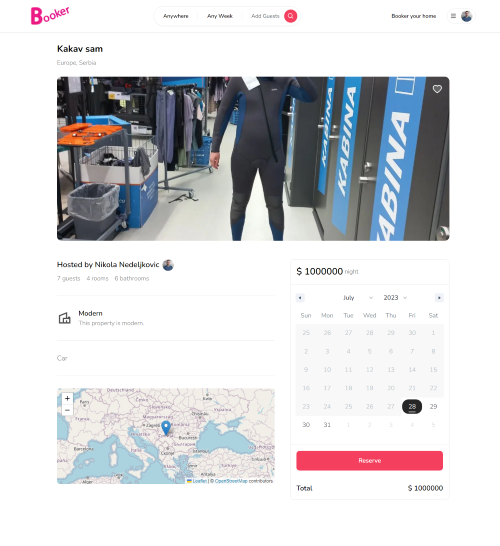 Booker
Anywhere Any Week Add Guests
Booker your home
Kakav sam
Europe, Serbia
KABINA
KABINA
KABINA
Hosted by Nikola Nedeljkovic
7 guests 4 rooms 6 bathrooms
Modern
This property is modern.
Car
+
−
Leaflet | © OpenStreetMap contributors
$ 1000000 night
July 2023
Sun Mon Tue Wed Thu Fri Sat
25 26 27 28 29 30 1
2 3 4 5 6 7 8
9 10 11 12 13 14 15
16 17 18 19 20 21 22
23 24 25 26 27 28 29
30 31 1 2 3 4 5
Reserve
Total $ 1000000